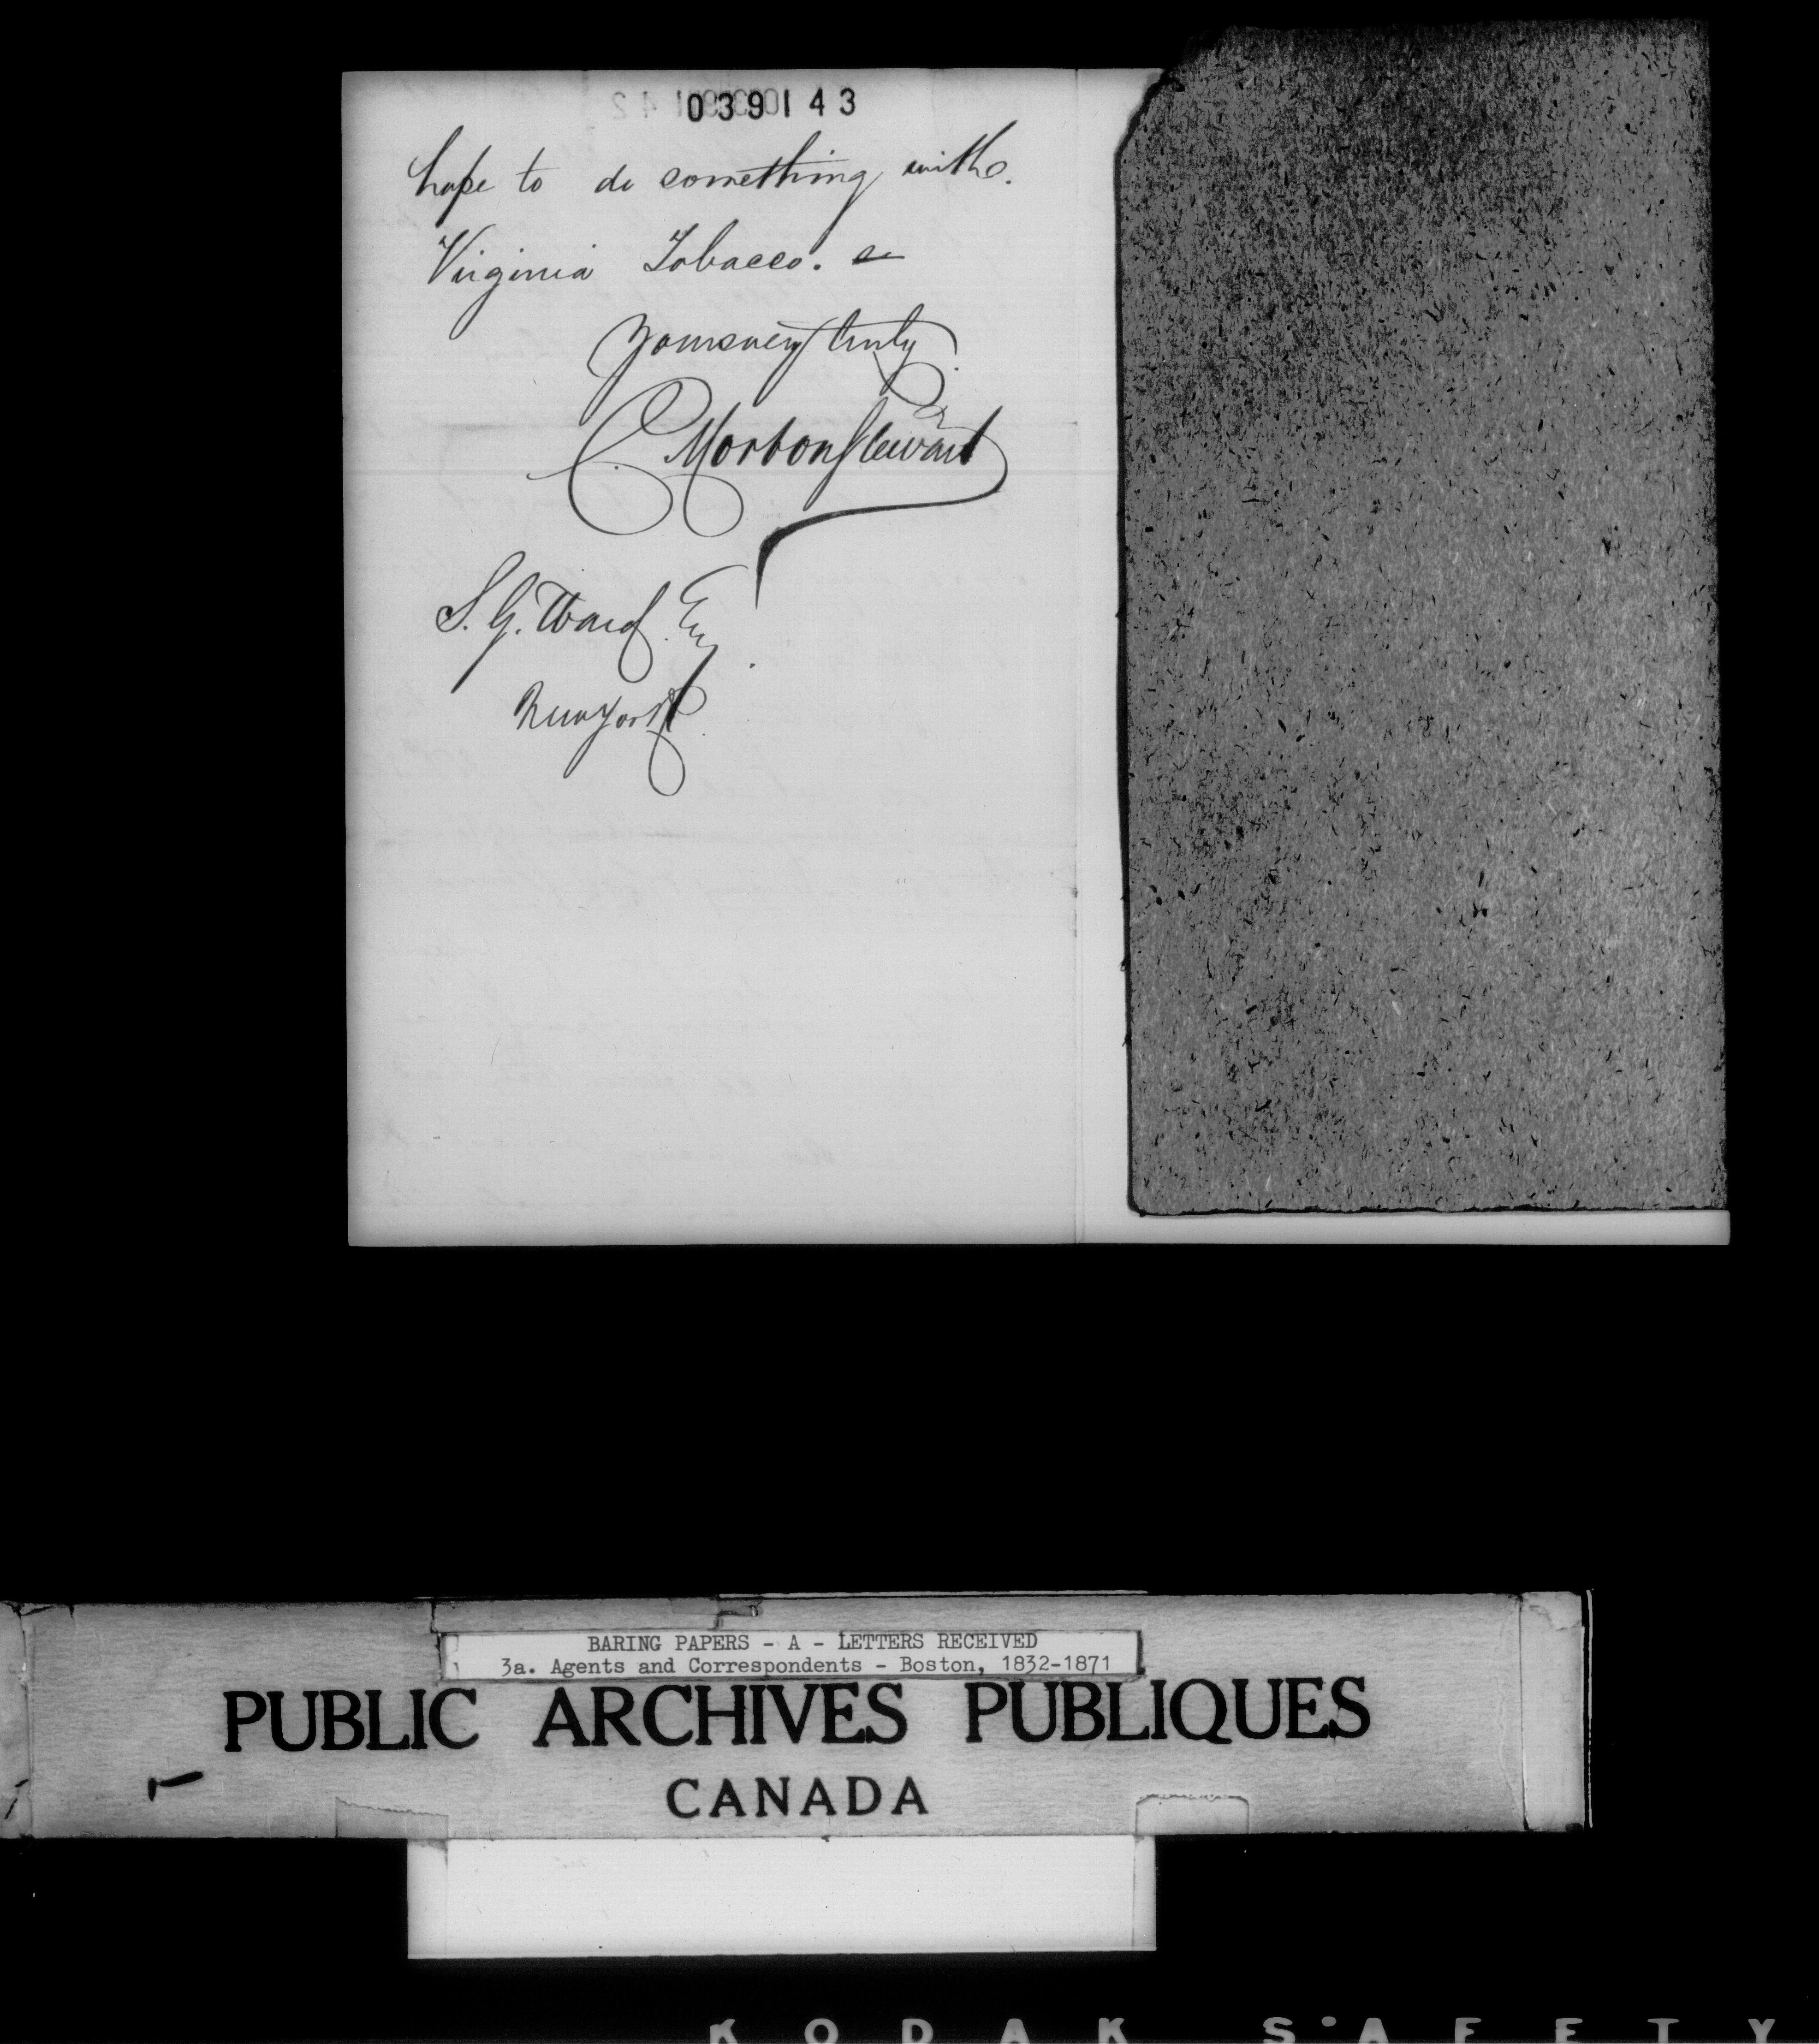 039143
hope to do something with.
Virginia Tobacco.
Yours very truly
C. Morton Stewart
S. G. Ward Esq
New York
BARING PAPERS - A - LETTERS RECEIVED
3a. Agents and Correspondents - Boston, 1832-1871
PUBLIC ARCHIVES PUBLIQUES
CANADA
KODAK SAFETY